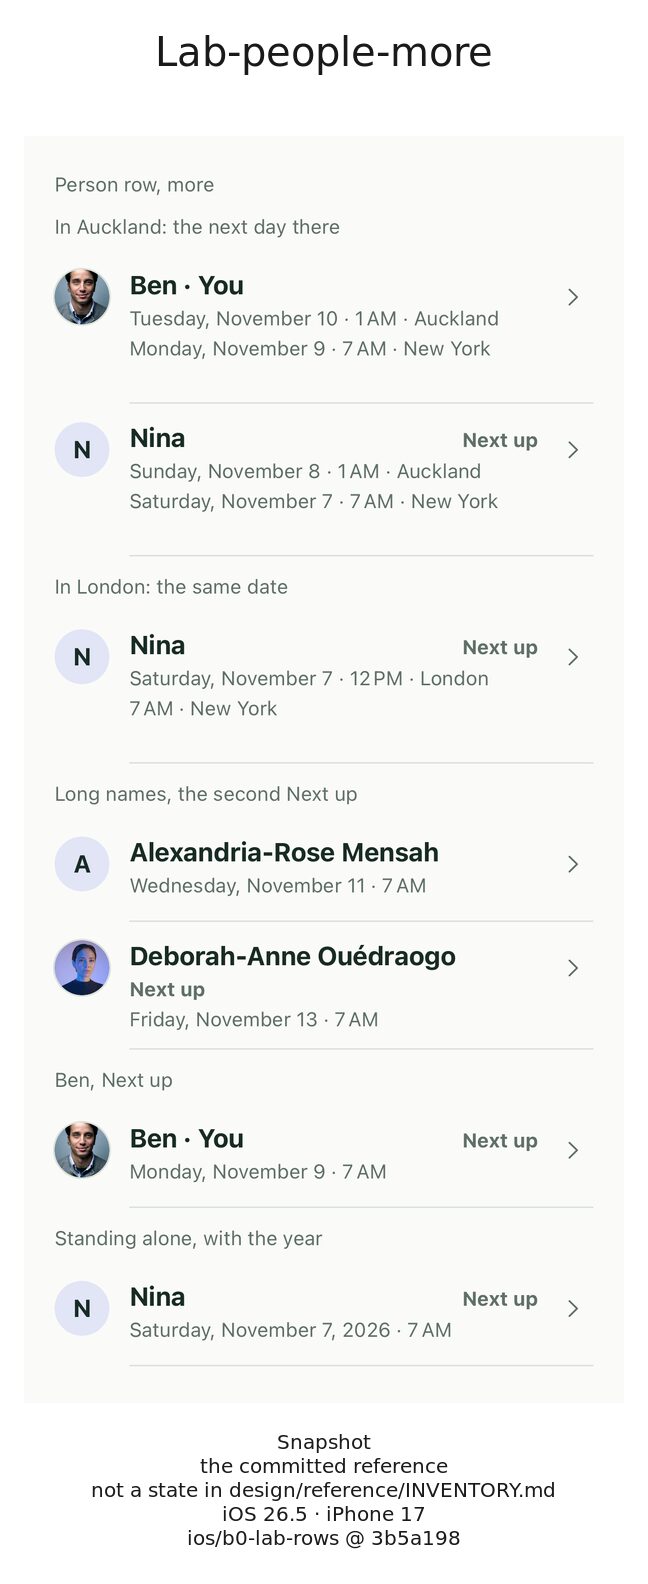 Lab-people-more
Person row, more
In Auckland: the next day there
Ben · You
Tuesday, November 10 · 1 AM · Auckland
Monday, November 9 · 7 AM · New York
N
Nina
Next up
Sunday, November 8 · 1 AM · Auckland
Saturday, November 7 · 7 AM · New York
In London: the same date
N
Nina
Next up
Saturday, November 7 · 12 PM · London
7 AM · New York
Long names, the second Next up
A
Alexandria-Rose Mensah
Wednesday, November 11 · 7 AM
Deborah-Anne Ouédraogo
Next up
Friday, November 13 · 7 AM
Ben, Next up
Ben · You
Next up
Monday, November 9 · 7 AM
Standing alone, with the year
N
Nina
Next up
Saturday, November 7, 2026 · 7 AM
Snapshot
the committed reference
not a state in design/reference/INVENTORY.md
iOS 26.5 · iPhone 17
ios/b0-lab-rows @ 3b5a198